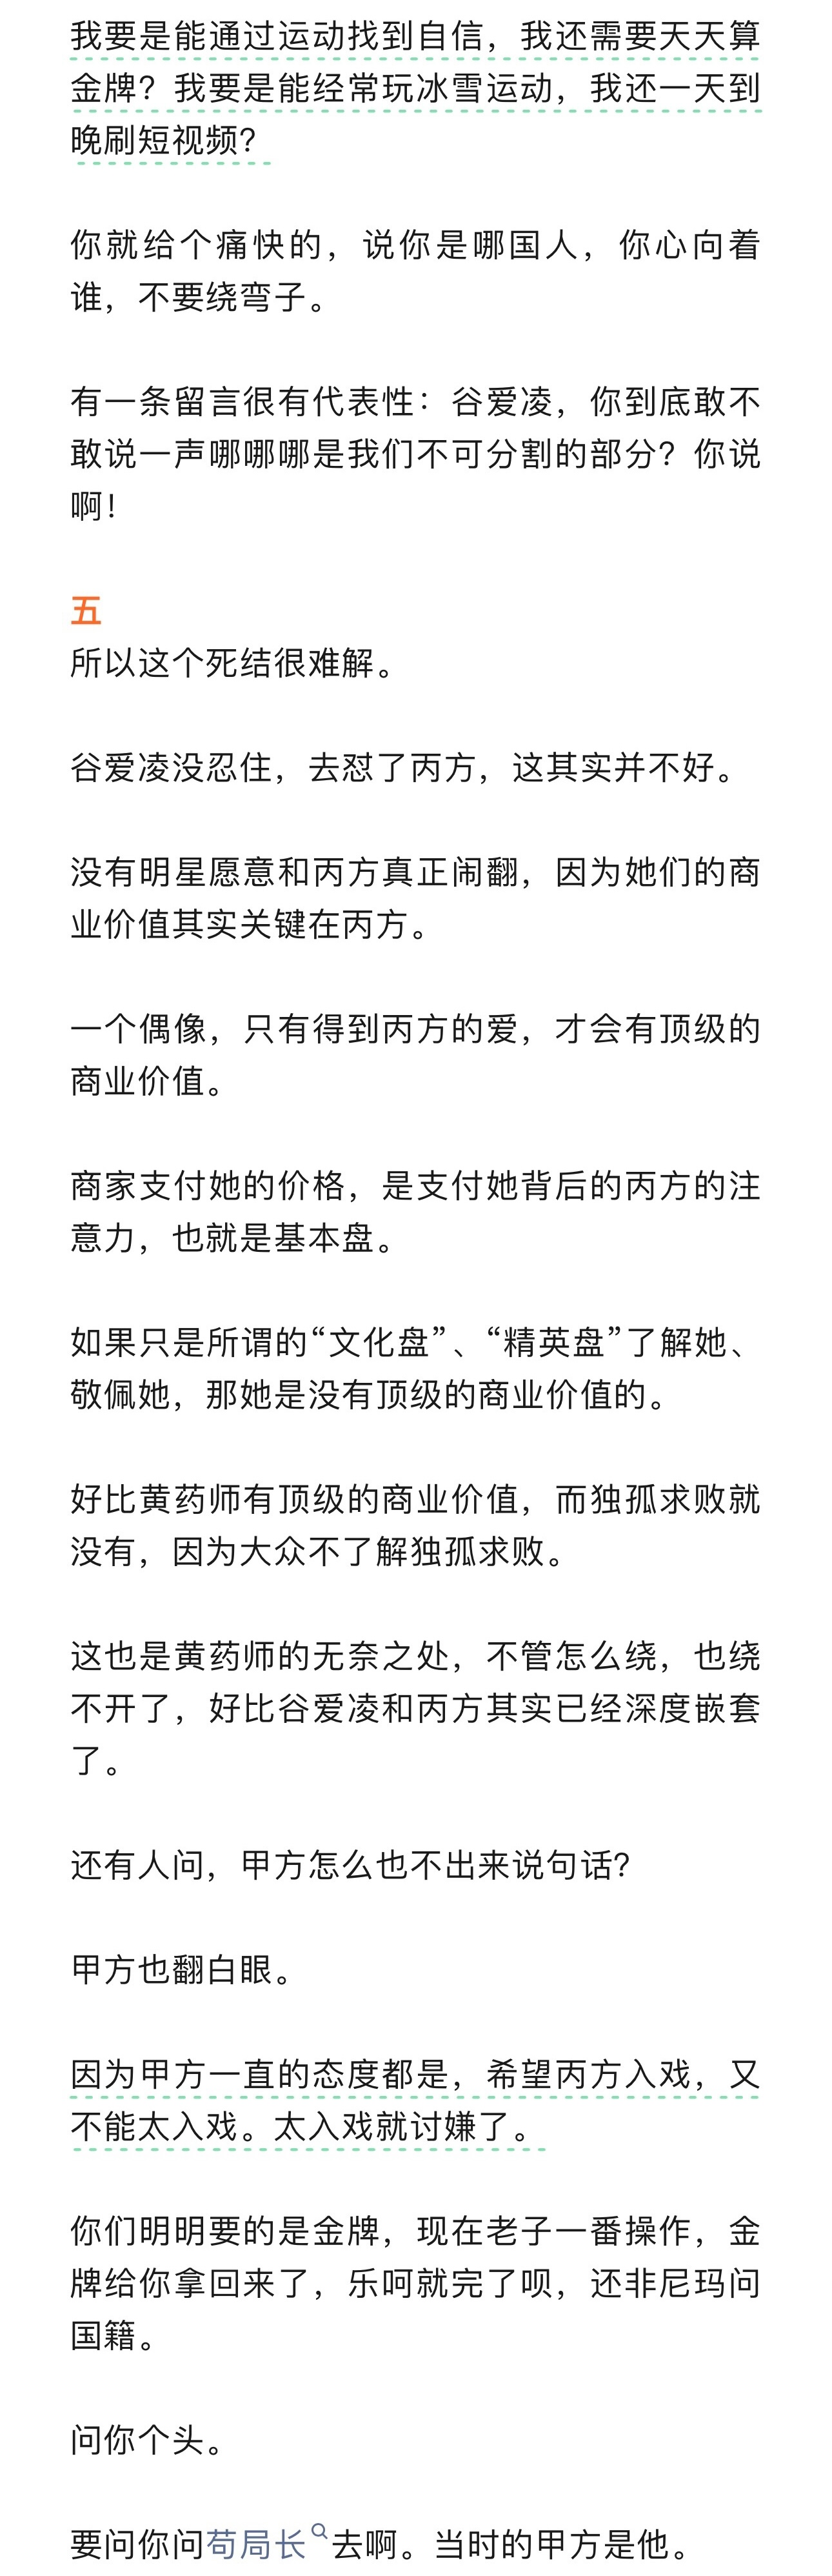 我要是能通过运动找到自信，我还需要天天算
金牌？我要是能经常玩冰雪运动，我还一天到
晚刷短视频？
你就给个痛快的，说你是哪国人，你心向着
谁，不要绕弯子。
有一条留言很有代表性：谷爱凌，你到底敢不
敢说一声哪哪哪是我们不可分割的部分？你说
啊！
五
所以这个死结很难解。
谷爱凌没忍住，去怼了丙方，这其实并不好。
没有明星愿意和丙方真正闹翻，因为她们的商
业价值其实关键在丙方。
一个偶像，只有得到丙方的爱，才会有顶级的
商业价值。
商家支付她的价格，是支付她背后的丙方的注
意力，也就是基本盘。
如果只是所谓的“文化盘”、“精英盘”了解她、
敬佩她，那她是没有顶级的商业价值的。
好比黄药师有顶级的商业价值，而独孤求败就
没有，因为大众不了解独孤求败。
这也是黄药师的无奈之处，不管怎么绕，也绕
不开了，好比谷爱凌和丙方其实已经深度嵌套
了。
还有人问，甲方怎么也不出来说句话？
甲方也翻白眼。
因为甲方一直的态度都是，希望丙方入戏，又
不能太入戏。太入戏就讨嫌了。
你们明明要的是金牌，现在老子一番操作，金
牌给你拿回来了，乐呵就完了呗，还非尼玛问
国籍。
问你个头。
要问你问苟局长去啊。当时的甲方是他。